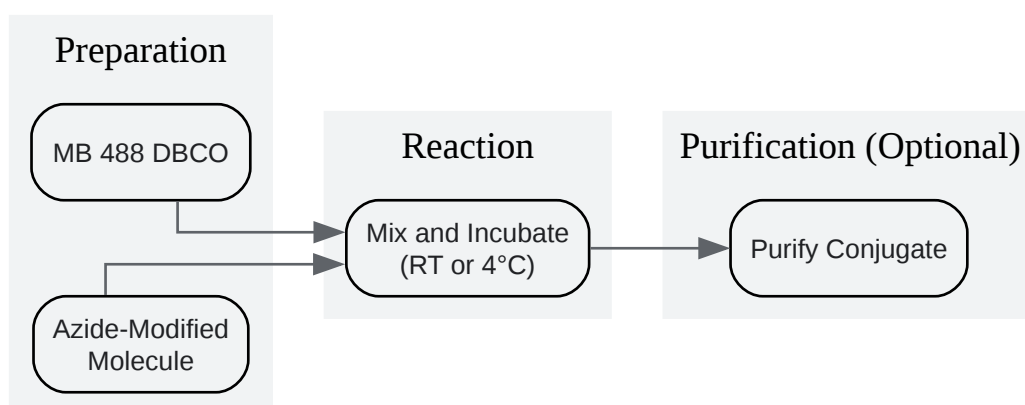 Preparation
MB 488 DBCO
Azide-Modified
Molecule
Reaction
Mix and Incubate
(RT or 4°C)
Purification (Optional)
Purify Conjugate